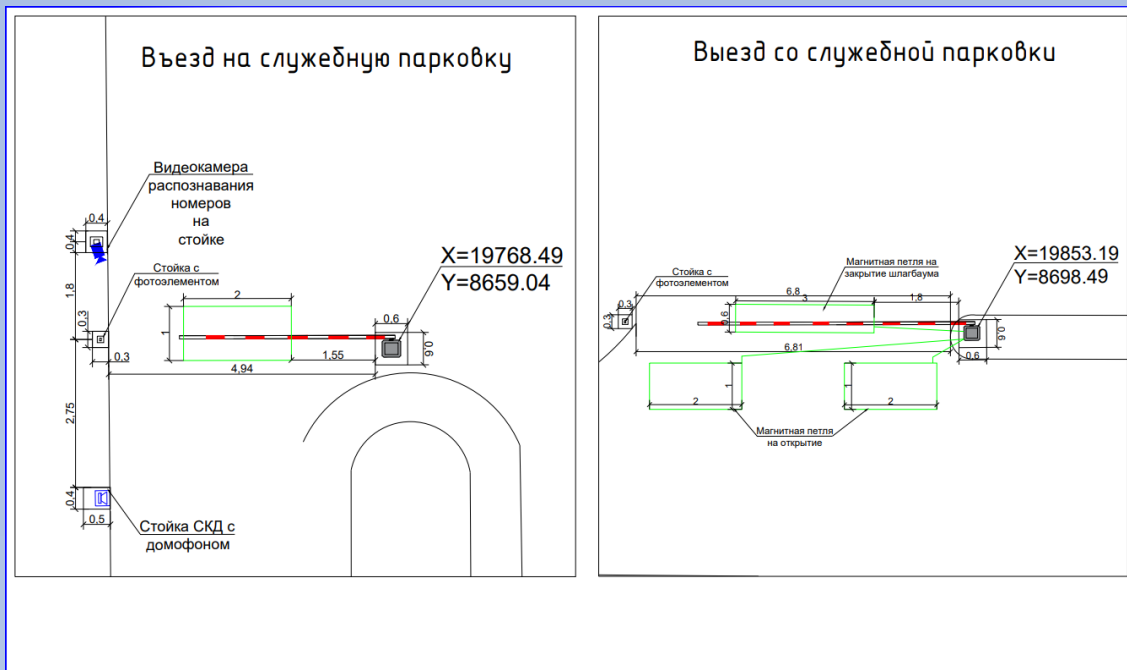 Въезд на служебную парковку
Видеокамера
распознавания
номеров
на
стойке
0,4
0,4
Стойка с
фотоэлементом
X=19768.49
Y=8659.04
1,8
2
0,3
1
0,6
0,6
0,3
1,55
4,94
2,75
0,4
0,5
Стойка СКД с
домофоном
Выезд со служебной парковки
X=19853.19
Y=8698.49
Стойка с
фотоэлементом
Магнитная петля на
закрытие шлагбаума
6,8
3
1,8
0,3
0,3
0,6
0,6
6,81
0,6
1
1
2
2
Магнитная петля
на открытие